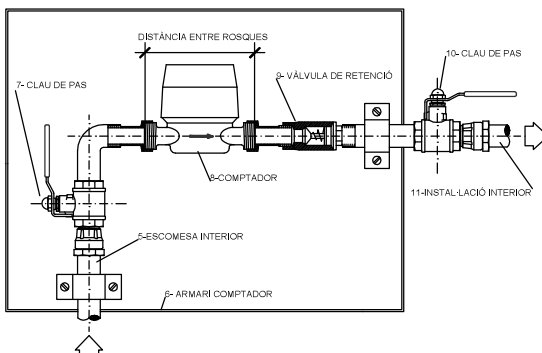 DISTÀNCIA ENTRE ROSQUES
10- CLAU DE PAS
9- VÀLVULA DE RETENCIÓ
7- CLAU DE PAS
8-COMPTADOR
11-INSTAL·LACIÓ INTERIOR
5-ESCOMESA INTERIOR
6- ARMARI COMPTADOR